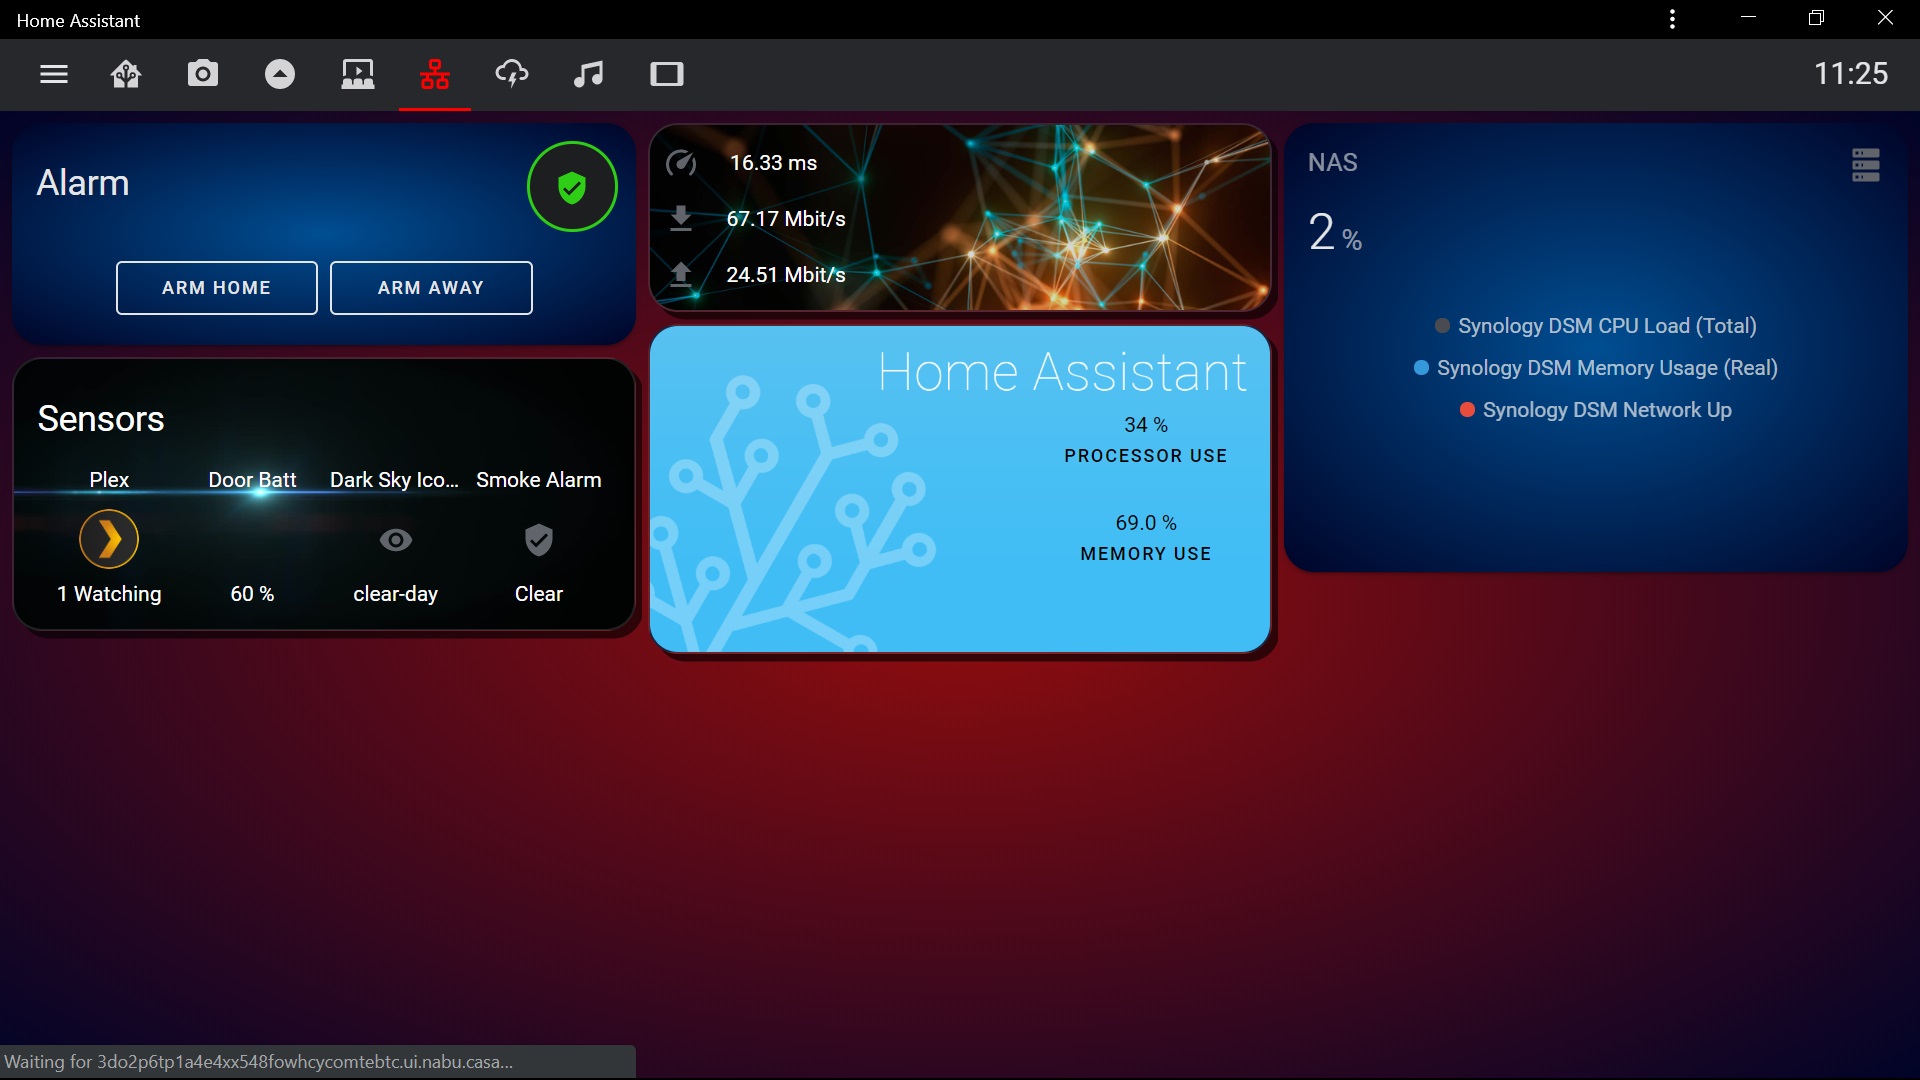 Home Assistant
11:25
Alarm
ARM HOME
ARM AWAY
Sensors
Plex
Door Batt
Dark Sky Ico...
Smoke Alarm
1 Watching
60 %
clear-day
Clear
16.33 ms
67.17 Mbit/s
24.51 Mbit/s
Home Assistant
34 %
PROCESSOR USE
69.0 %
MEMORY USE
NAS
2 %
Synology DSM CPU Load (Total)
Synology DSM Memory Usage (Real)
Synology DSM Network Up
Waiting for 3do2p6tp1a4e4xx548fowhcycomtebtc.ui.nabu.casa...